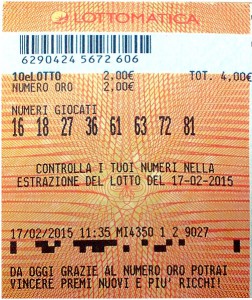 LOTTOMATICA
6290424 5672 606
10eLOTTO 2,00€ TOT. 4,00€
NUMERO ORO 2,00€
NUMERI GIOCATI
16 18 27 36 61 63 72 81
CONTROLLA I TUOI NUMERI NELLA
ESTRAZIONE DEL LOTTO DEL 17-02-2015
17/02/2015 11:35 MI4350 1 2 9027
DA OGGI GRAZIE AL NUMERO ORO POTRAI
VINCERE PREMI NUOVI E PIU' RICCHI!